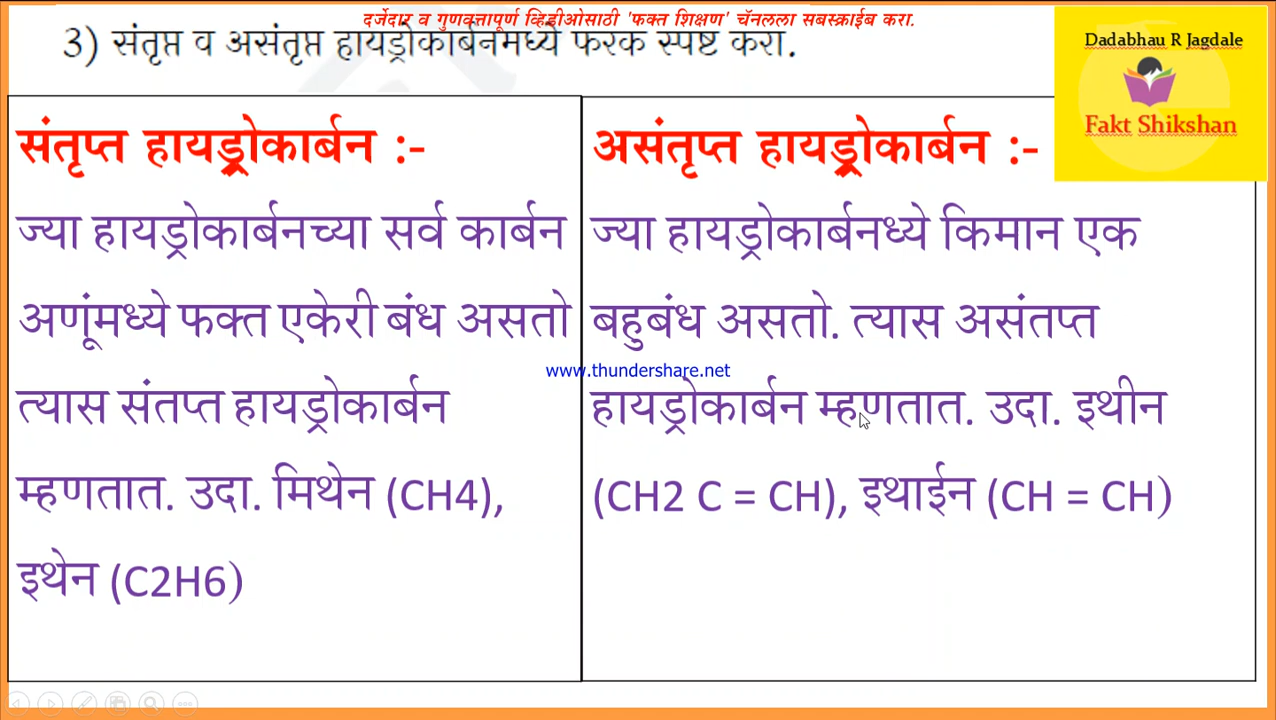 दर्जेदार व गुणवत्तापूर्ण व्हिडीओसाठी 'फक्त शिक्षण' चॅनलला सबस्क्राईब करा.
3) संतृप्त व असंतृप्त हायड्रोकार्बनमध्ये फरक स्पष्ट करा.
Dadabhau R Jagdale
Fakt Shikshan
संतृप्त हायड्रोकार्बन :-
ज्या हायड्रोकार्बनच्या सर्व कार्बन
अणूंमध्ये फक्त एकेरी बंध असतो
त्यास संतप्त हायड्रोकार्बन
म्हणतात. उदा. मिथेन (CH4),
इथेन (C2H6)
असंतृप्त हायड्रोकार्बन :-
ज्या हायड्रोकार्बनध्ये किमान एक
बहुबंध असतो. त्यास असंतप्त
हायड्रोकार्बन म्हणतात. उदा. इथीन
(CH2 C = CH), इथाईन (CH = CH)
www.thundershare.net